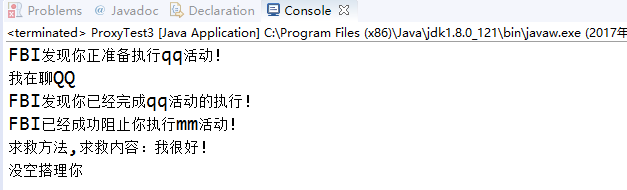 Problems @ Javadoc Declaration Console
<terminated> ProxyTest3 [Java Application] C:\Program Files (x86)\Java\jdk1.8.0_121\bin\javaw.exe (2017年
FBI发现你正准备执行qq活动!
我在聊QQ
FBI发现你已经完成qq活动的执行!
FBI已经成功阻止你执行mm活动!
求救方法,求救内容：我很好!
没空搭理你